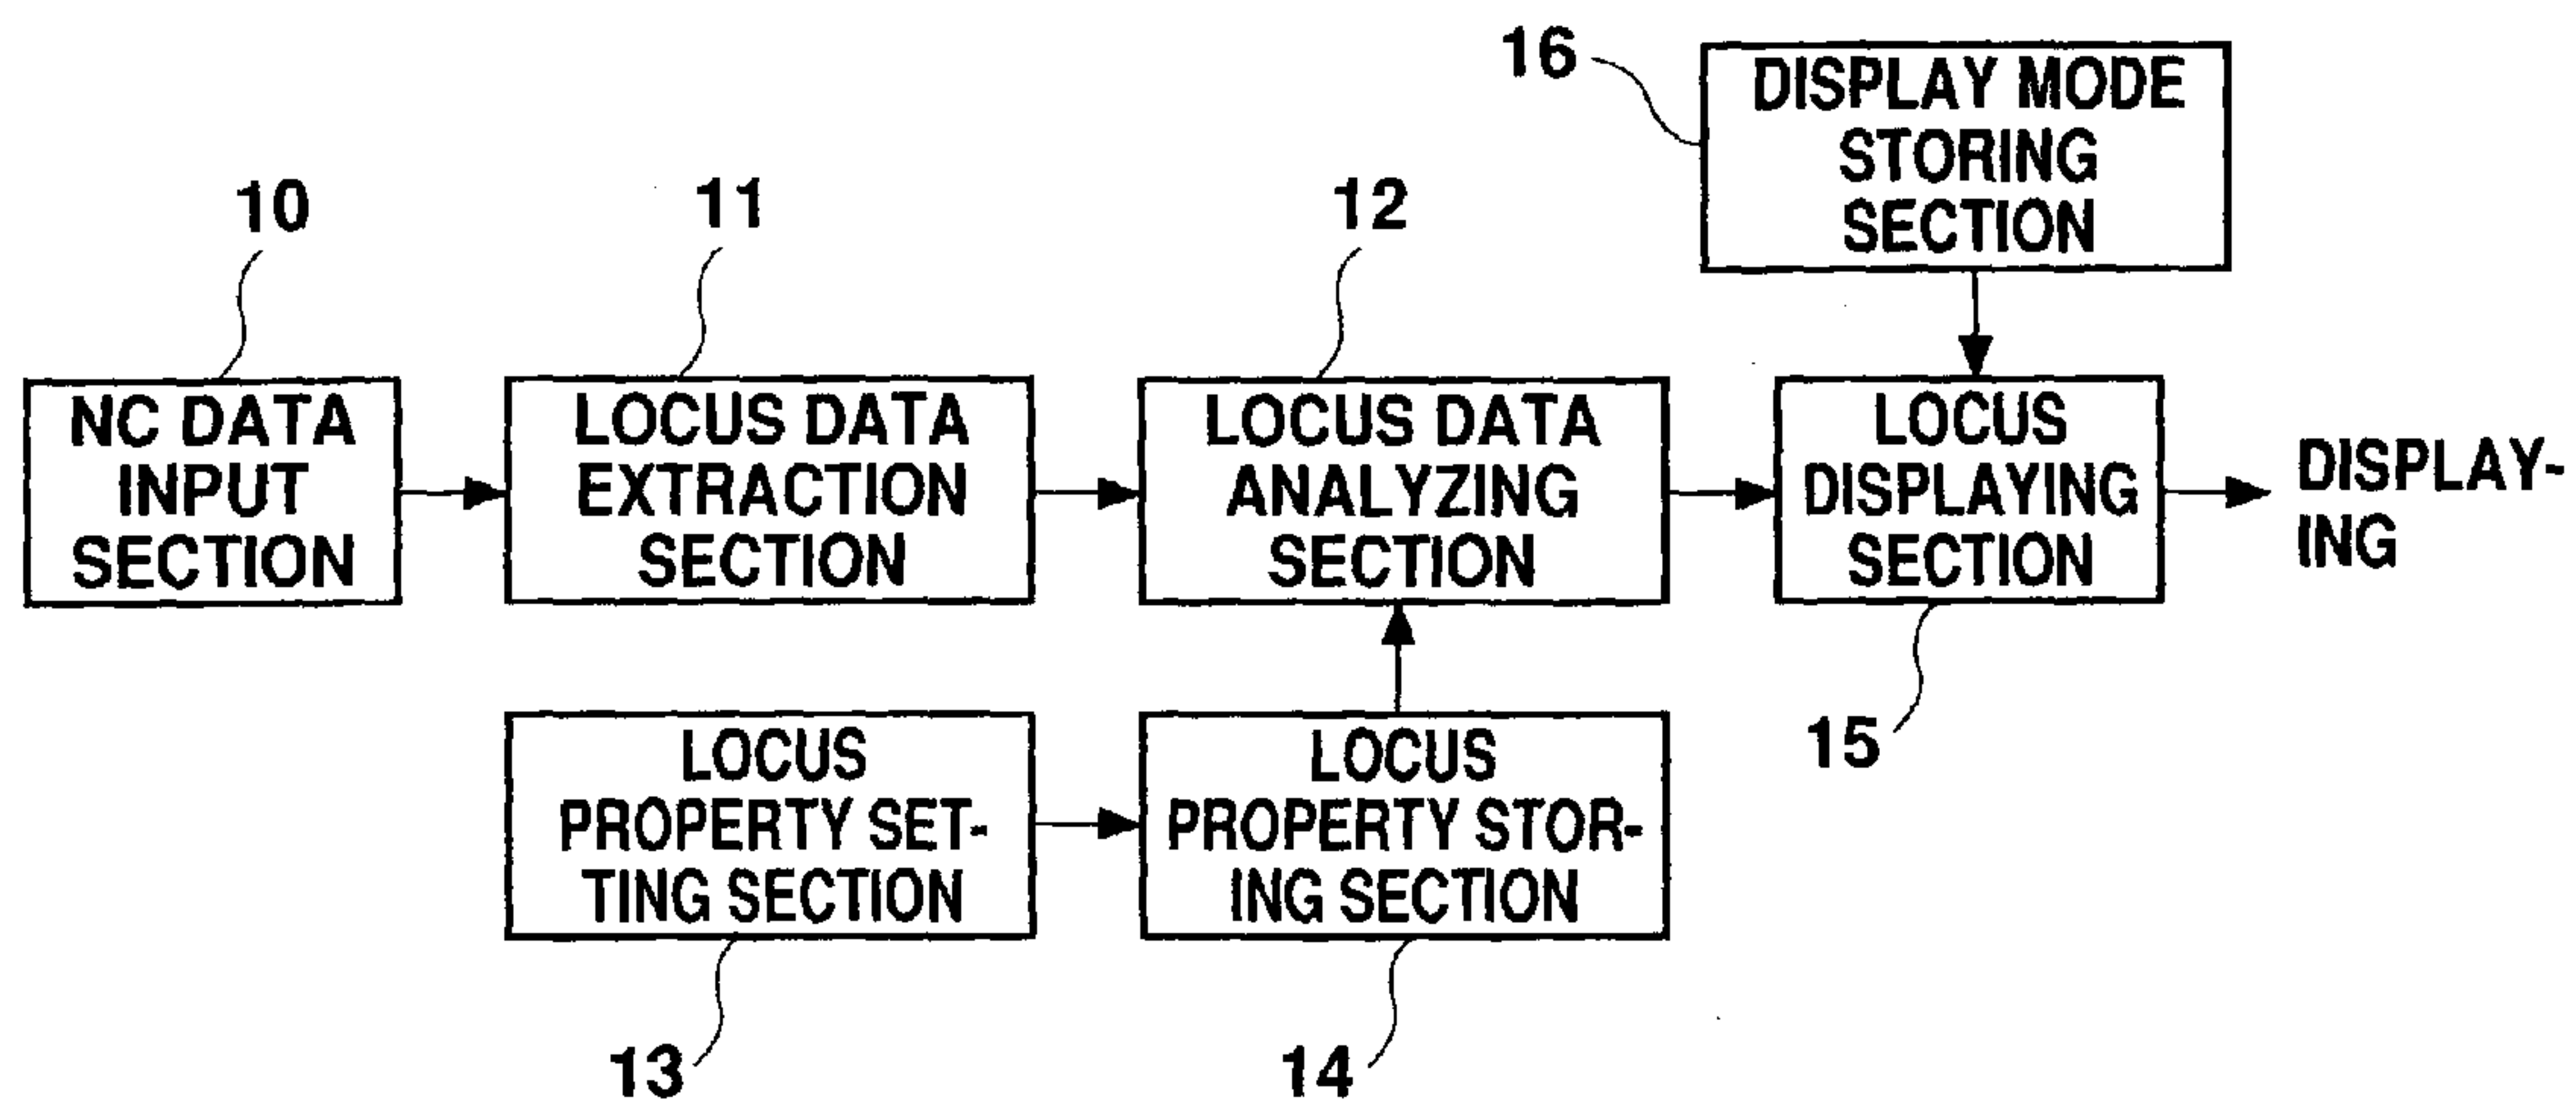 16
DISPLAY MODE
STORING
SECTION
10
11
12
NC DATA
INPUT
SECTION
LOCUS DATA
EXTRACTION
SECTION
LOCUS DATA
ANALYZING
SECTION
LOCUS
DISPLAYING
SECTION
DISPLAY-
ING
LOCUS
PROPERTY SET-
TING SECTION
LOCUS
PROPERTY STOR-
ING SECTION
15
13
14